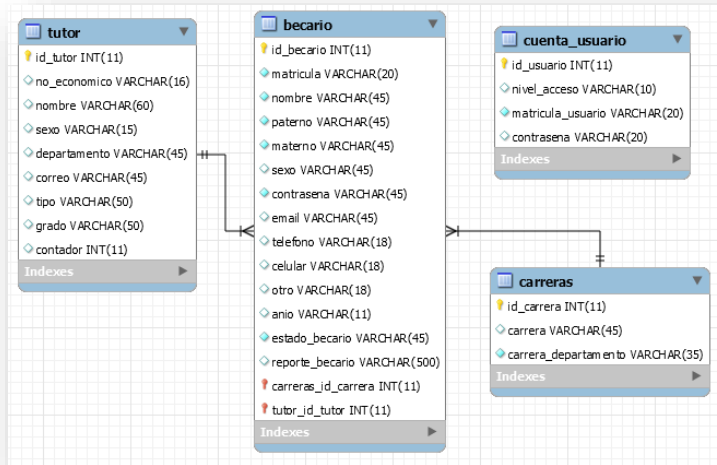 tutor
id_tutor INT(11)
no_economico VARCHAR(16)
nombre VARCHAR(60)
sexo VARCHAR(15)
departamento VARCHAR(45)
correo VARCHAR(45)
tipo VARCHAR(50)
grado VARCHAR(50)
contador INT(11)
Indexes
becario
id_becario INT(11)
matricula VARCHAR(20)
nombre VARCHAR(45)
paterno VARCHAR(45)
materno VARCHAR(45)
sexo VARCHAR(45)
contrasena VARCHAR(45)
email VARCHAR(45)
telefono VARCHAR(18)
celular VARCHAR(18)
otro VARCHAR(18)
anio VARCHAR(11)
estado_becario VARCHAR(45)
reporte_becario VARCHAR(500)
carreras_id_carrera INT(11)
tutor_id_tutor INT(11)
Indexes
cuenta_usuario
id_usuario INT(11)
nivel_acceso VARCHAR(10)
matricula_usuario VARCHAR(20)
contrasena VARCHAR(20)
Indexes
carreras
id_carrera INT(11)
carrera VARCHAR(45)
carrera_departamento VARCHAR(35)
Indexes